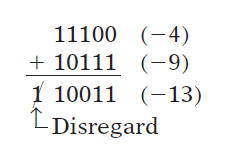 11100 (−4)
+ 10111 (−9)
1 10011 (−13)
Disregard